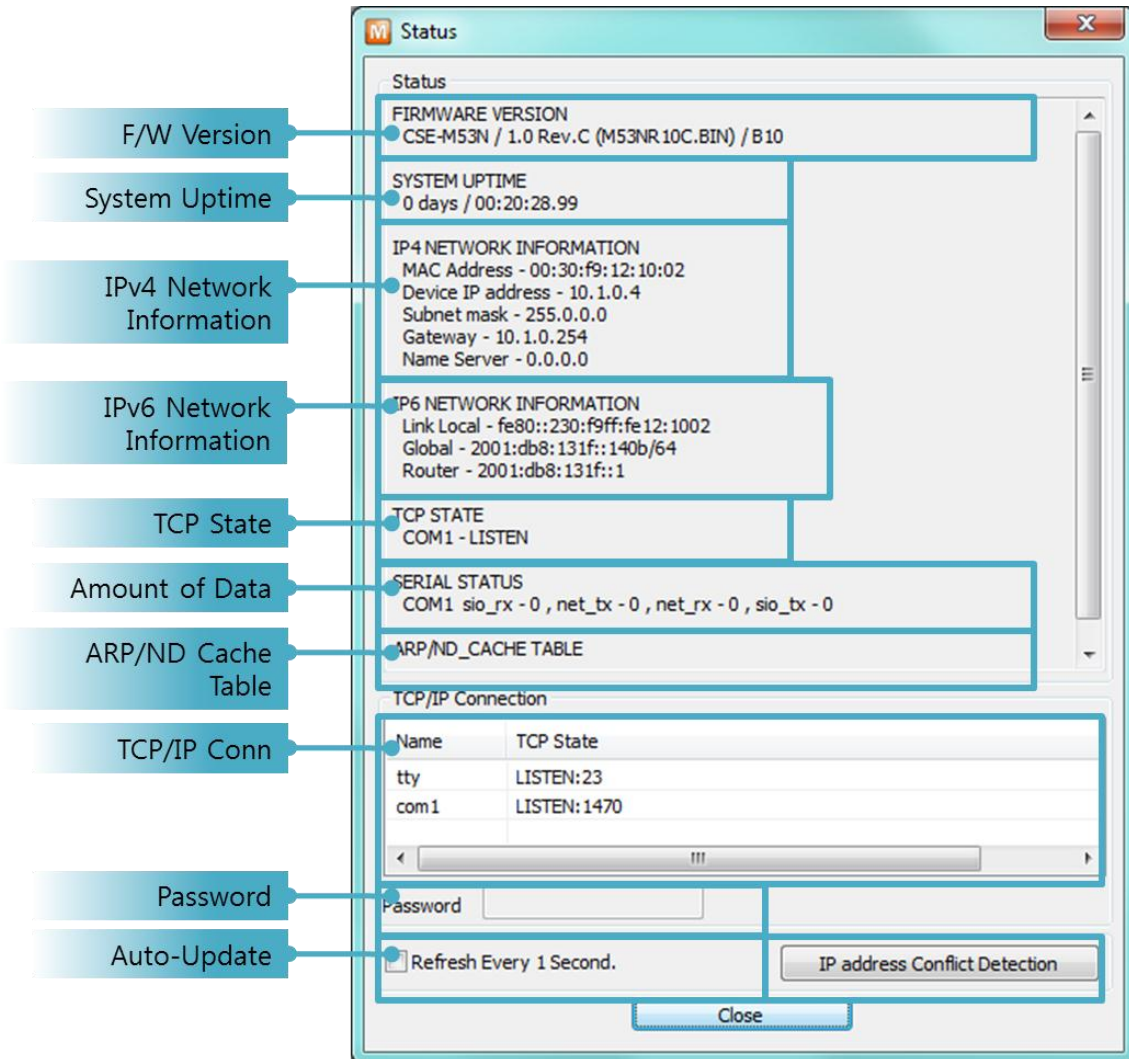 M Status
Status
F/W Version
FIRMWARE VERSION
CSE-M53N / 1.0 Rev.C (M53NR10C.BIN) / B10
System Uptime
SYSTEM UPTIME
0 days / 00:20:28.99
IPv4 Network
Information
IP4 NETWORK INFORMATION
MAC Address - 00:30:f9:12:10:02
Device IP address - 10.1.0.4
Subnet mask - 255.0.0.0
Gateway - 10.1.0.254
Name Server - 0.0.0.0
IPv6 Network
Information
IP6 NETWORK INFORMATION
Link Local - fe80::230:f9ff:fe12:1002
Global - 2001:db8:131f::140b/64
Router - 2001:db8:131f::1
TCP State
TCP STATE
COM1 - LISTEN
Amount of Data
SERIAL STATUS
COM1 sio_rx - 0 , net_tx - 0 , net_rx - 0 , sio_tx - 0
ARP/ND Cache
Table
ARP/ND_CACHE TABLE
TCP/IP Connection
TCP/IP Conn
Name TCP State
tty LISTEN:23
com1 LISTEN:1470
Password
Password
Auto-Update
Refresh Every 1 Second.
IP address Conflict Detection
Close